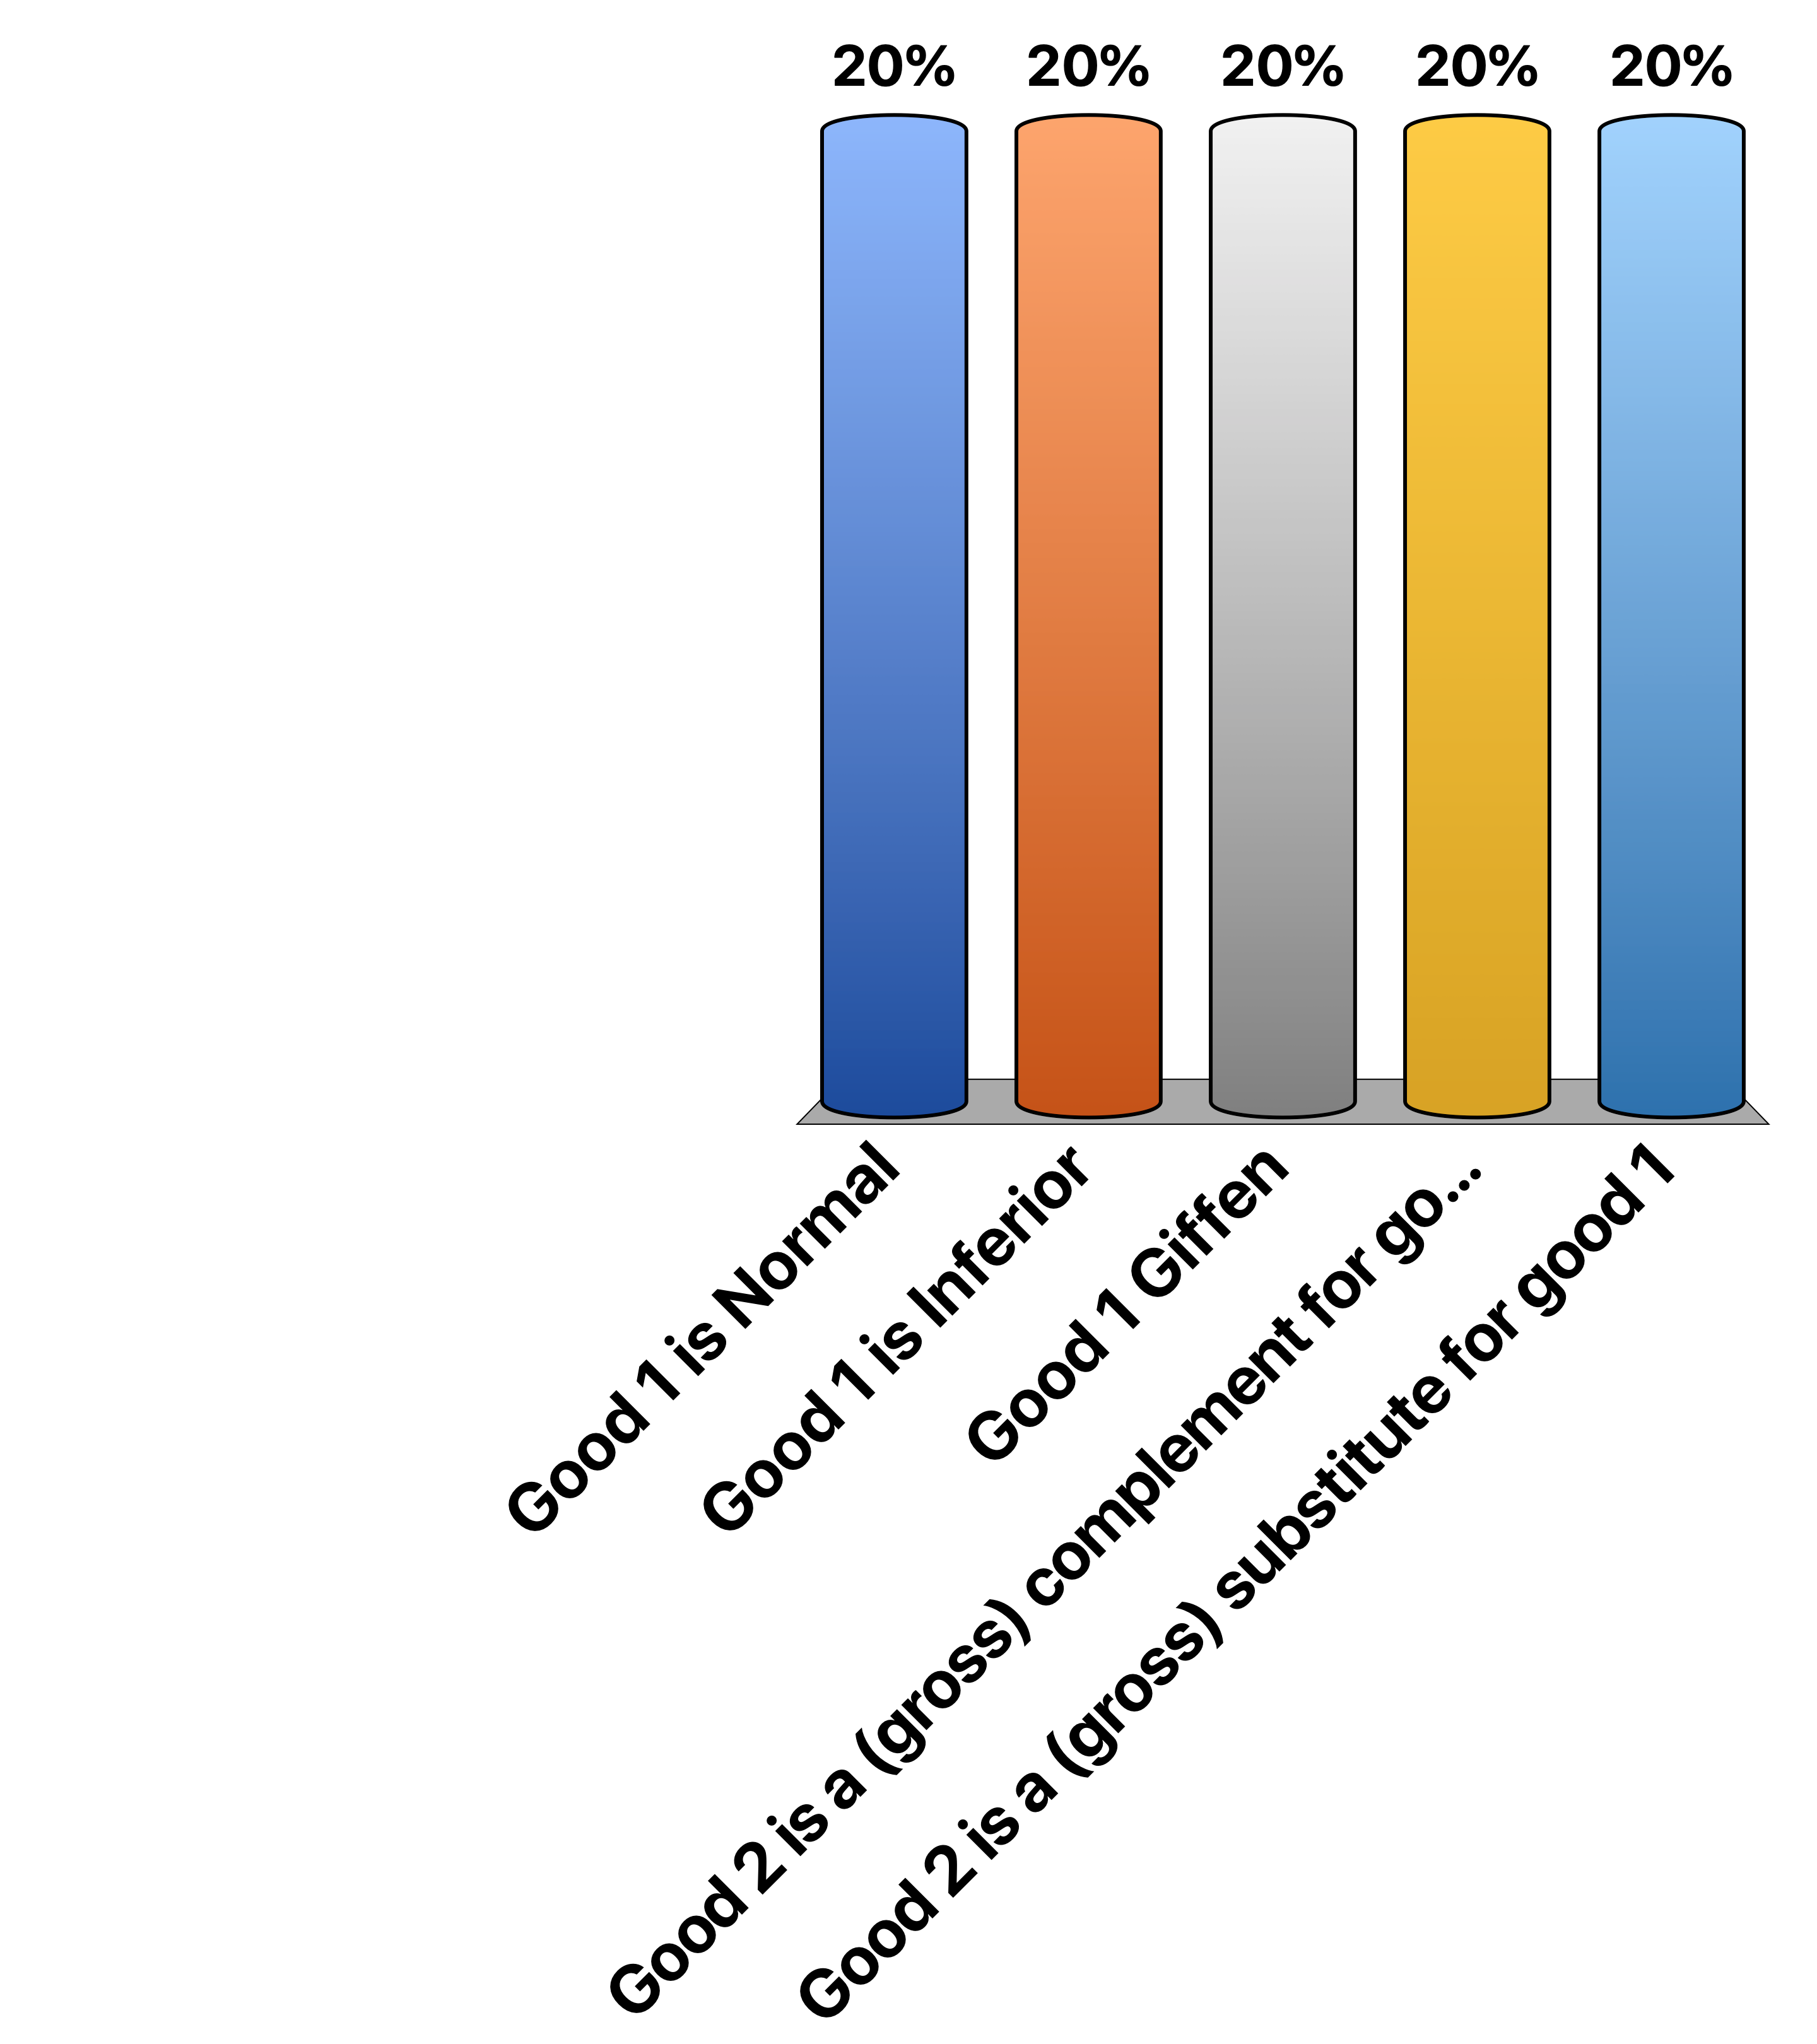 20% 20% 20% 20% 20%
Good 1 is Normal
Good 1 is Inferior
Good 1 Giffen
Good 2 is a (gross) complement for go....
Good 2 is a (gross) substitute for good 1